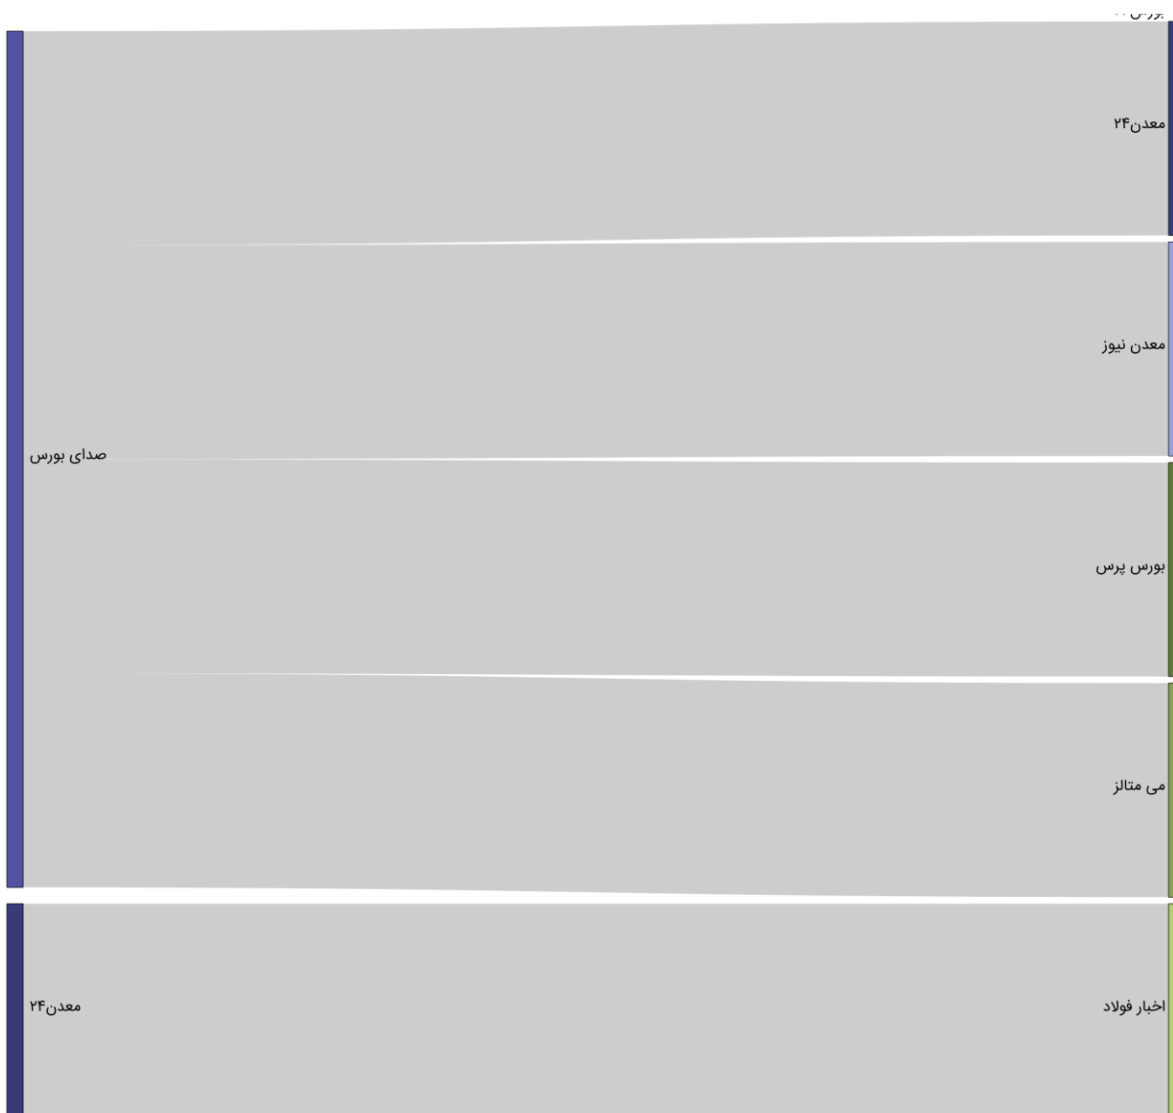 معدن۲۴
معدن نیوز
صدای بورس
بورس پرس
می متالز
معدن۲۴
اخبار فولاد